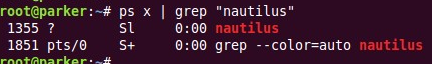 root@parker:~# ps x | grep "nautilus"
 1355 ?        Sl     0:00 nautilus
 1851 pts/0    S+     0:00 grep --color=auto nautilus
root@parker:~#